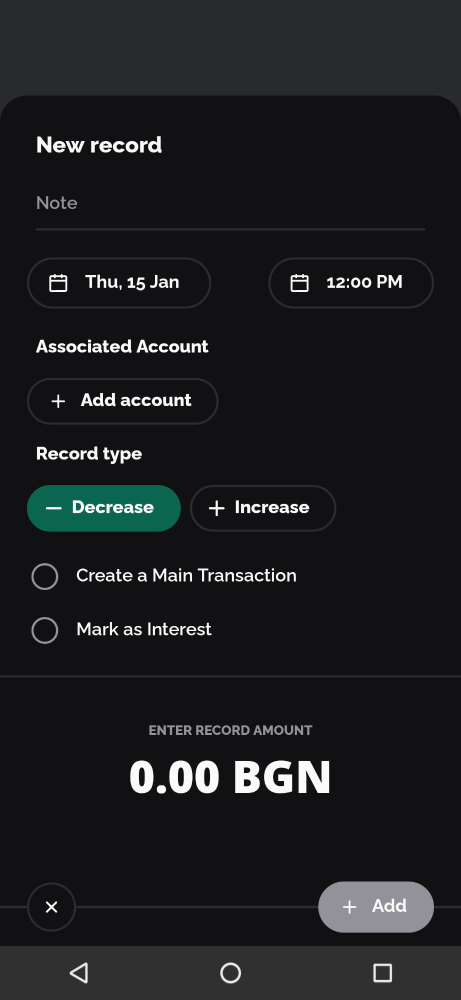 New record
Note
Thu, 15 Jan
12:00 PM
Associated Account
Add account
Record type
Decrease
Increase
Create a Main Transaction
Mark as Interest
ENTER RECORD AMOUNT
0.00 BGN
Add